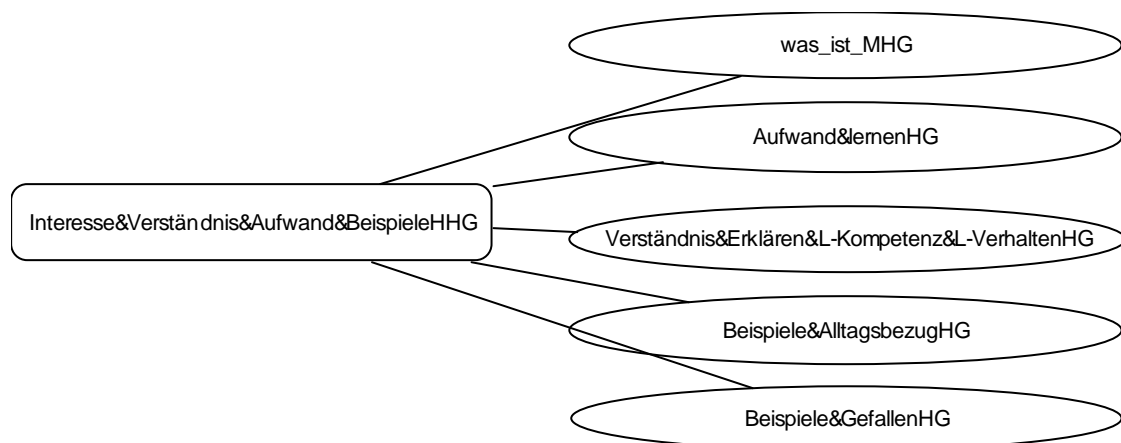 was_ist_MHG
Aufwand&lernenHG
Interesse&Verständnis&Aufwand&BeispieleHHG
Verständnis&Erklären&L-Kompetenz&L-VerhaltenHG
Beispiele&AlltagsbezugHG
Beispiele&GefallenHG